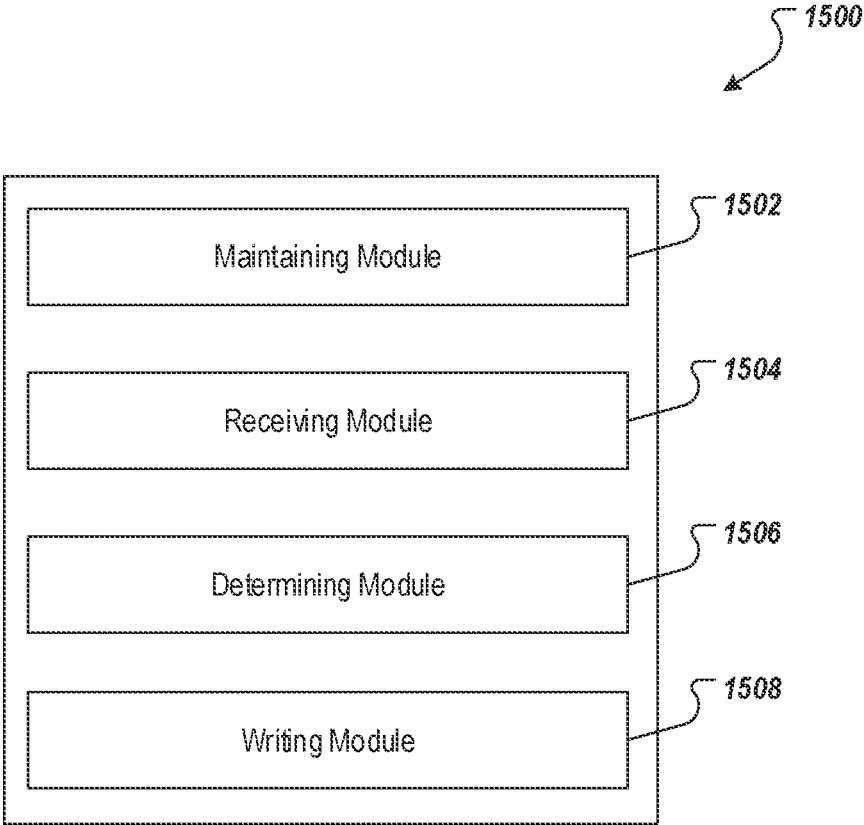 1500
1502
Maintaining Module
1504
Receiving Module
1506
Determining Module
1508
Writing Module